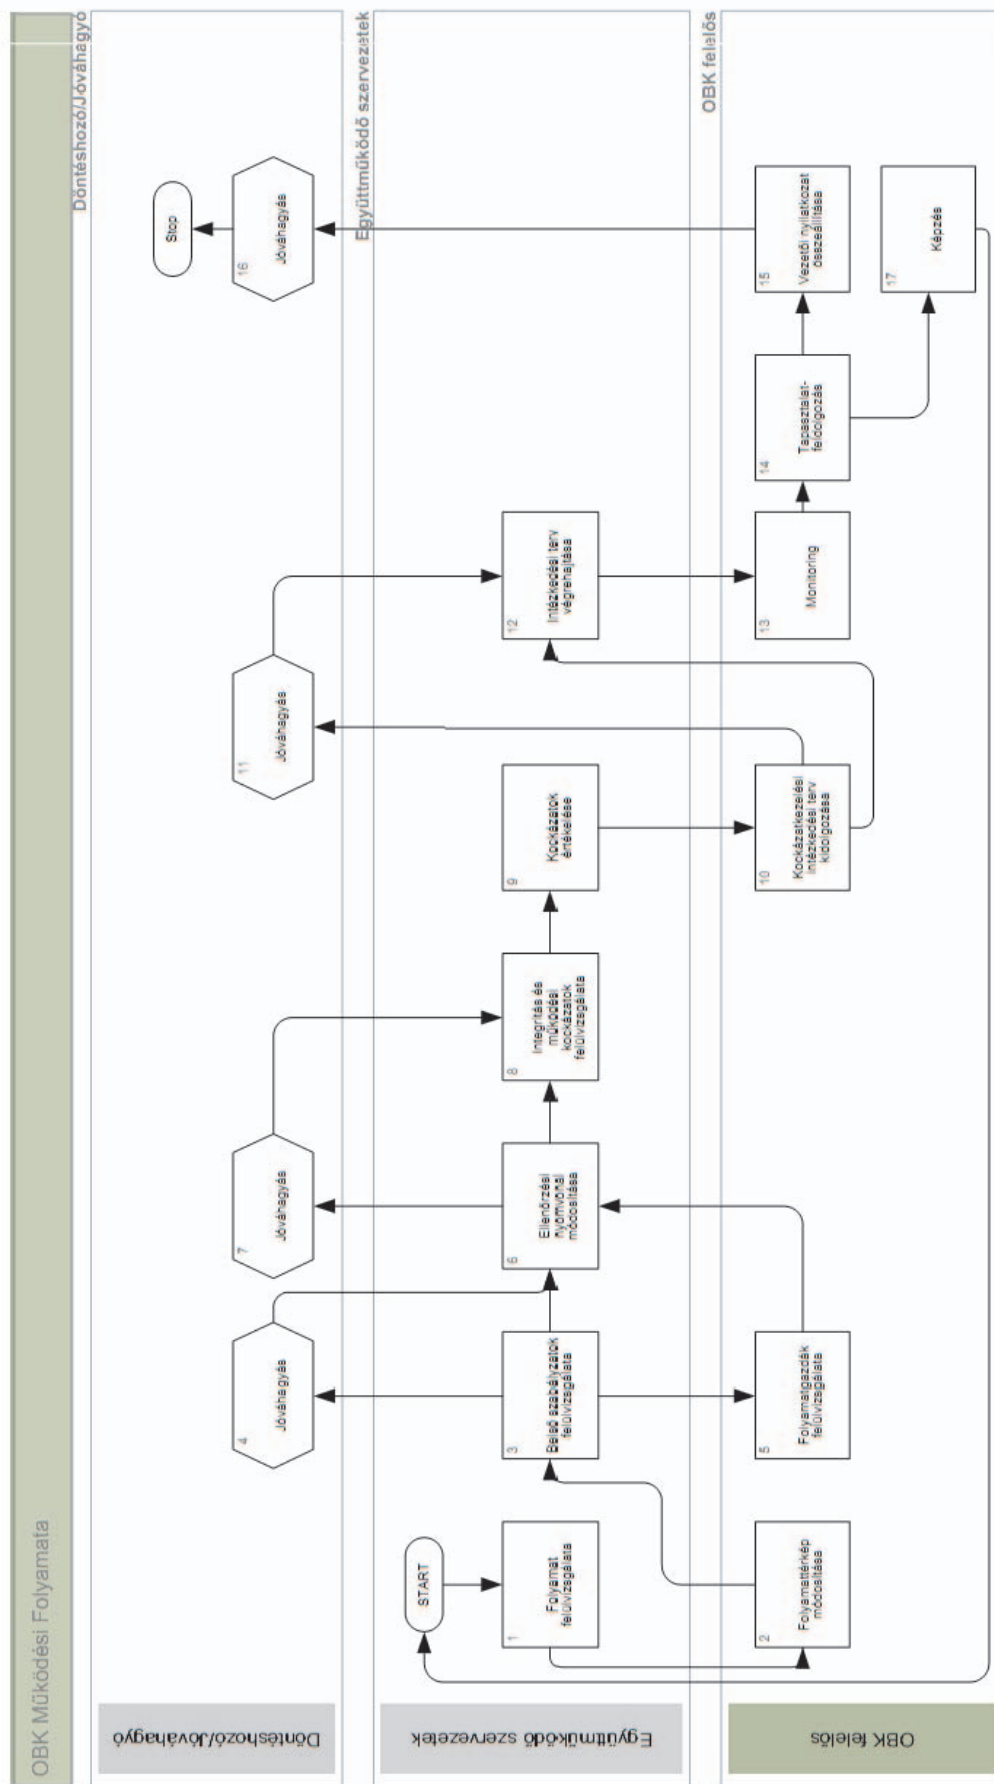 OBK Működési Folyamata
Döntéshozó/Jóváhagyó
Döntéshozó/Jóváhagyó
4
Jóváhagyás
7
Jóváhagyás
11
Jóváhagyás
16
Jóváhagyás
Stop
Együttműködő szervezetek
Együttműködő szervezetek
START
1
Folyamat
felülvizsgálata
3
Belső szabályzatok
felülvizsgálata
6
Ellenőrzési
nyomvonal
módosítása
8
Integritás és
működési
kockázatok
felülvizsgálata
9
Kockázatok
értékelése
12
Intézkedési terv
végrehajtása
OBK felelős
OBK felelős
2
Folyamattérkép
módosítása
5
Folyamatgazdák
felülvizsgálata
10
Kockázatkezelési
intézkedési terv
kidolgozása
13
Monitoring
14
Tapasztalat-
feldolgozás
15
Vezetői nyilatkozat
összeállítása
17
Képzés